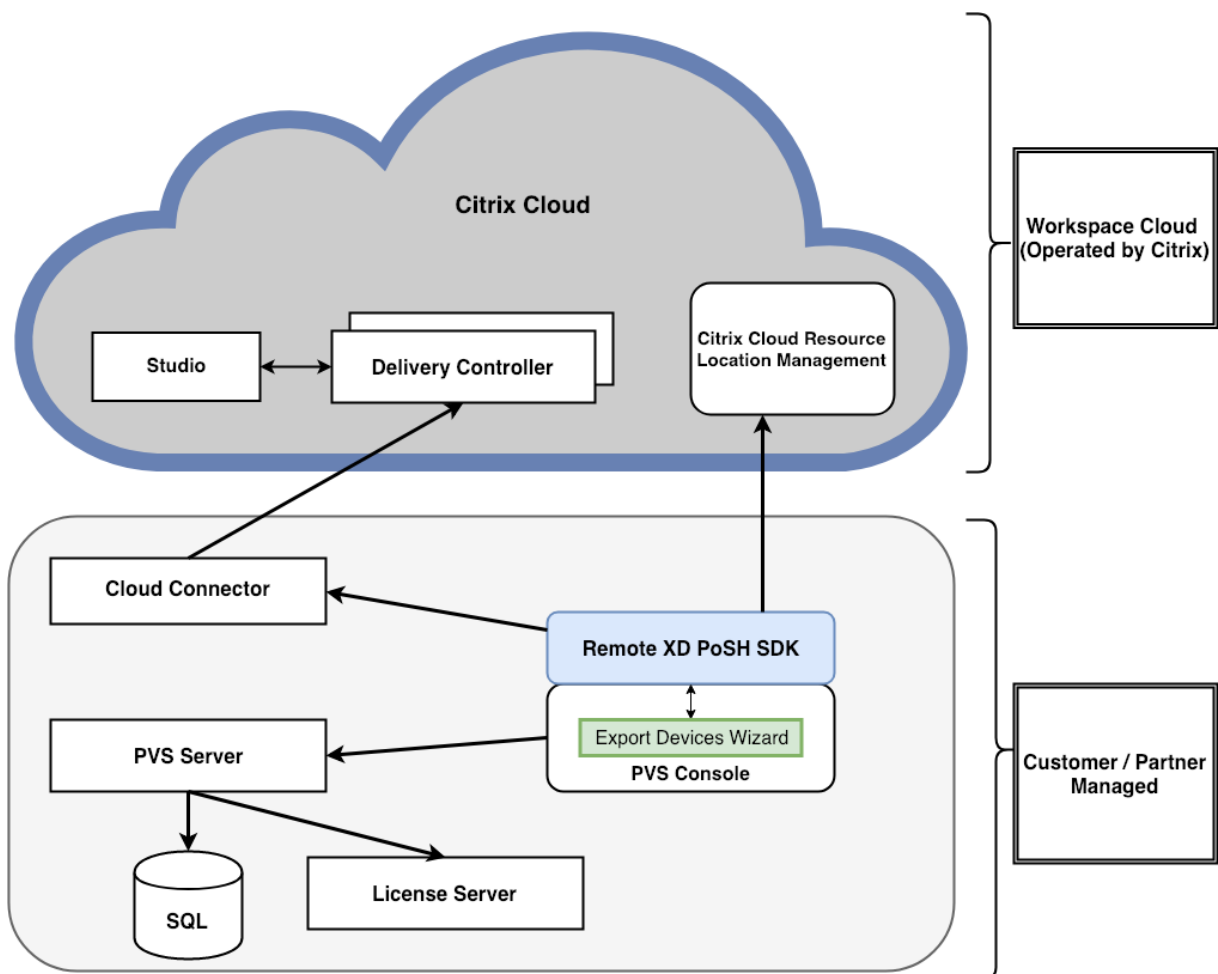 Citrix Cloud
Workspace Cloud
(Operated by Citrix)
Studio
Delivery Controller
Citrix Cloud Resource
Location Management
Cloud Connector
Remote XD PoSH SDK
PVS Server
Export Devices Wizard
PVS Console
Customer / Partner
Managed
SQL
License Server